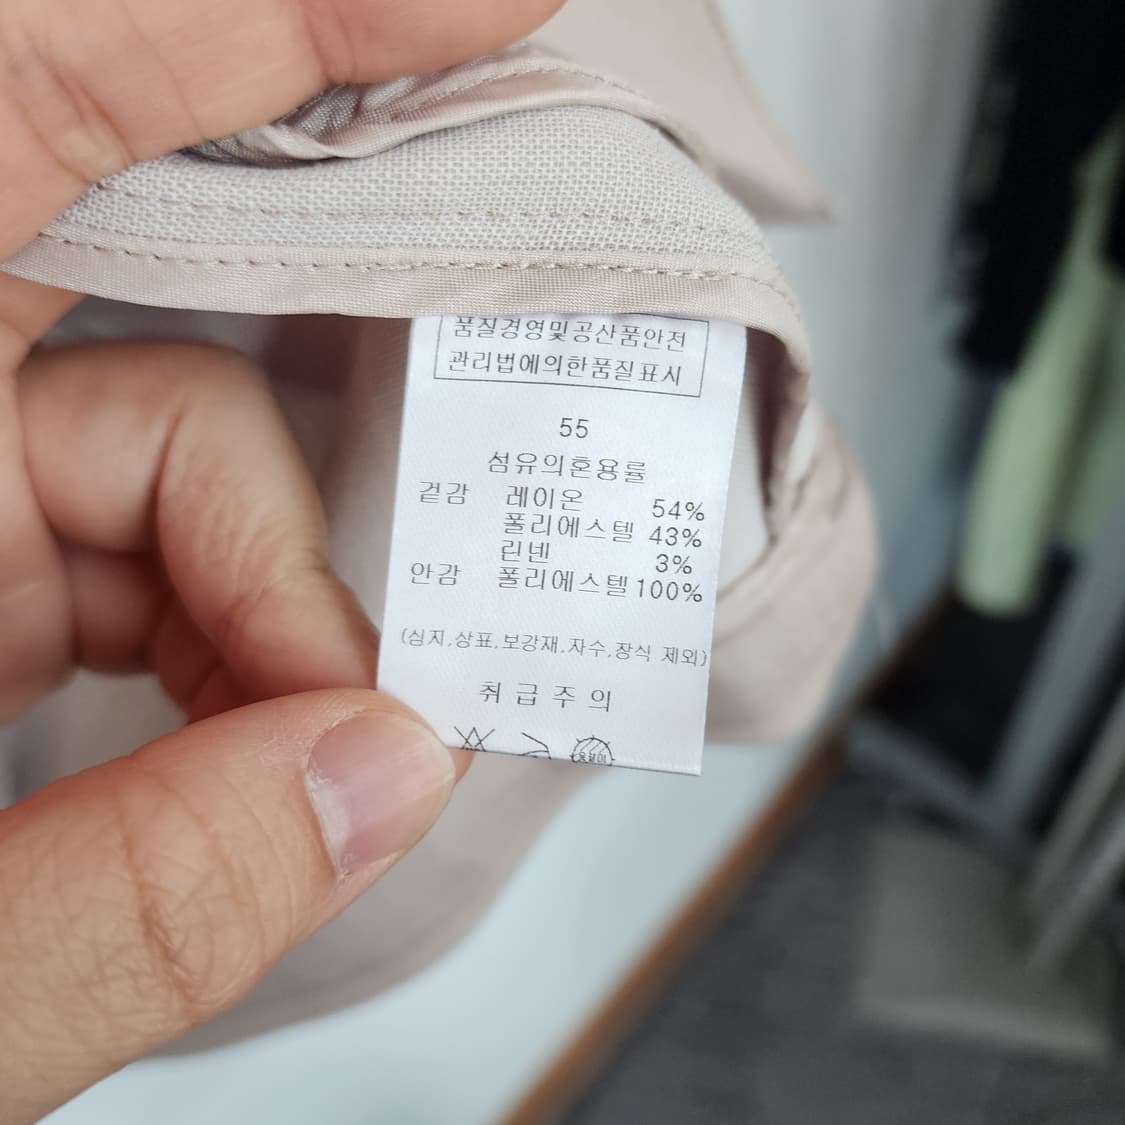 품질경영및공산품안전
관리법에의한품질표시
55
섬유의혼용률
겉감 레이온 54%
폴리에스텔 43%
린넨 3%
안감 폴리에스텔 100%
(심지.상표.보강재.자수.장식 제외)
취급주의